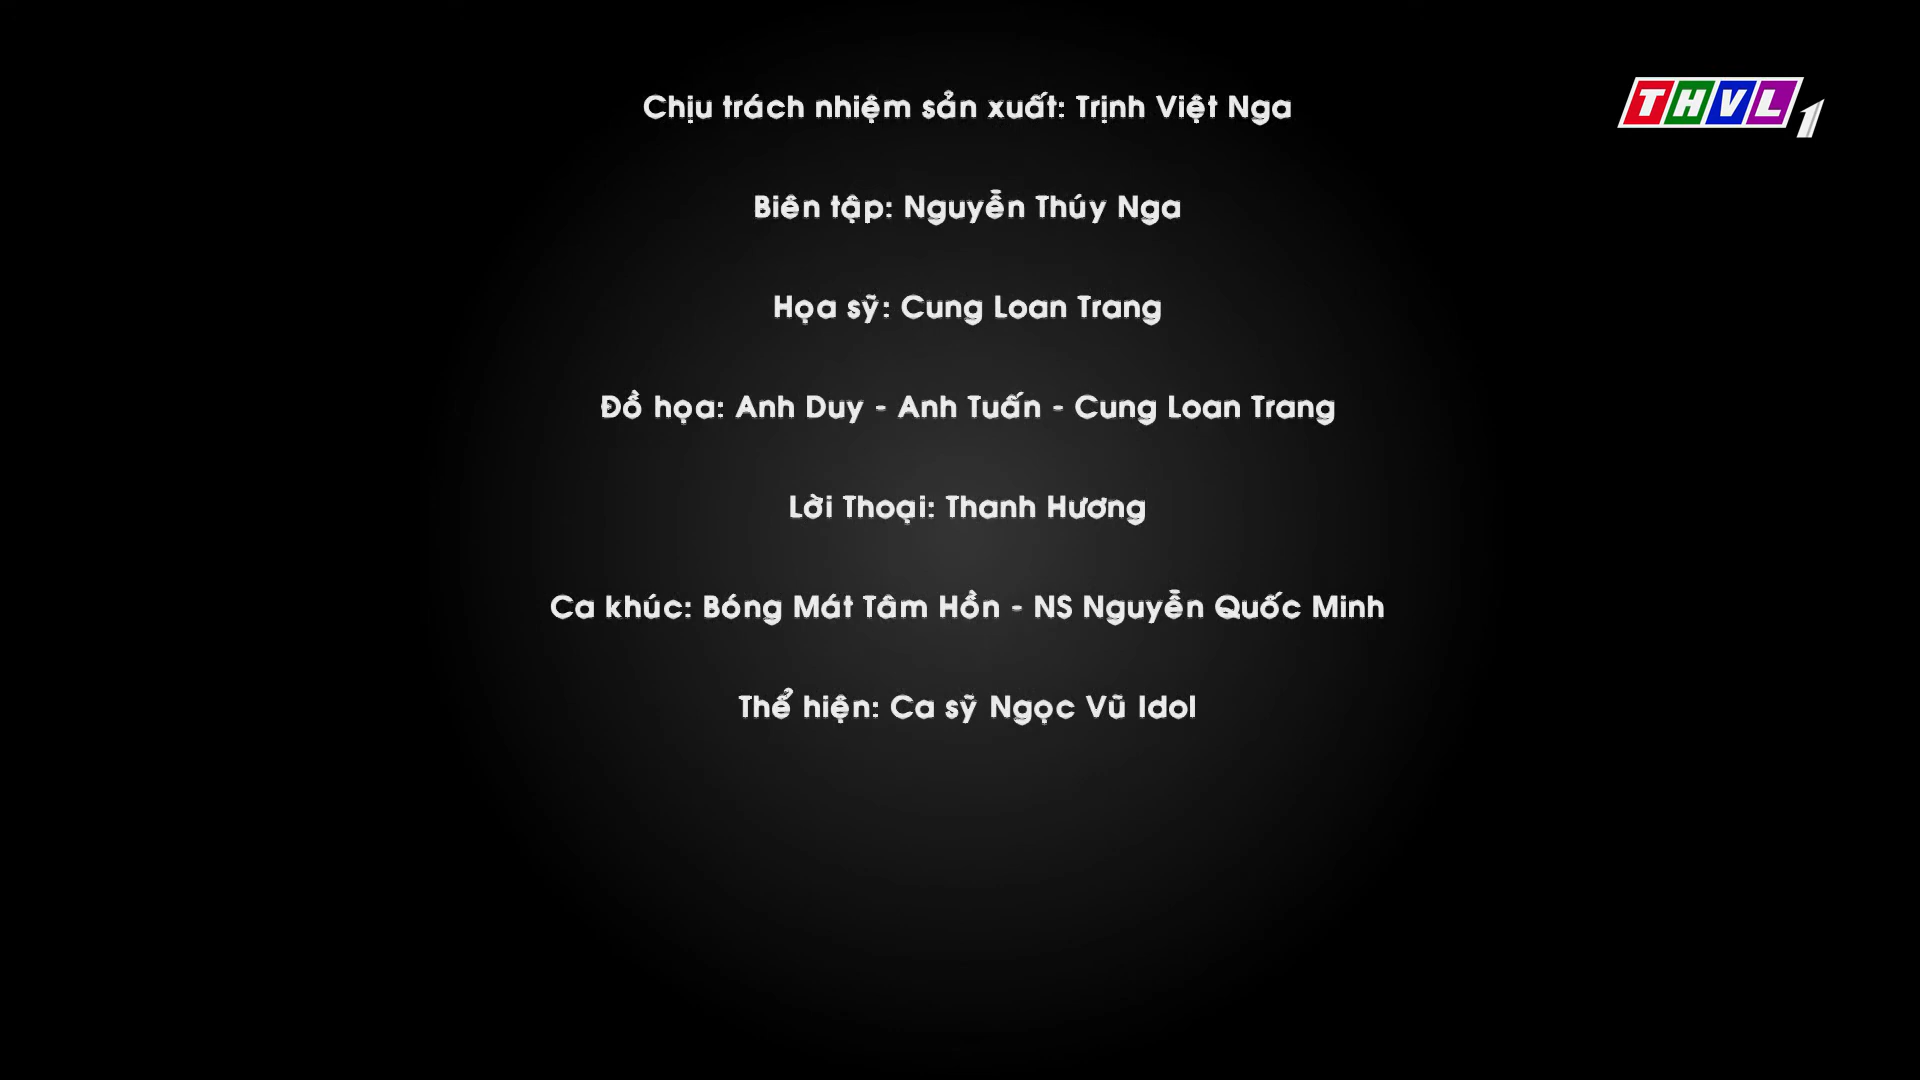 Chịu trách nhiệm sản xuất: Trịnh Việt Nga
THVL1
Biên tập: Nguyễn Thúy Nga
Họa sỹ: Cung Loan Trang
Đồ họa: Anh Duy - Anh Tuấn - Cung Loan Trang
Lời Thoại: Thanh Hương
Ca khúc: Bóng Mát Tâm Hồn - NS Nguyễn Quốc Minh
Thể hiện: Ca sỹ Ngọc Vũ Idol